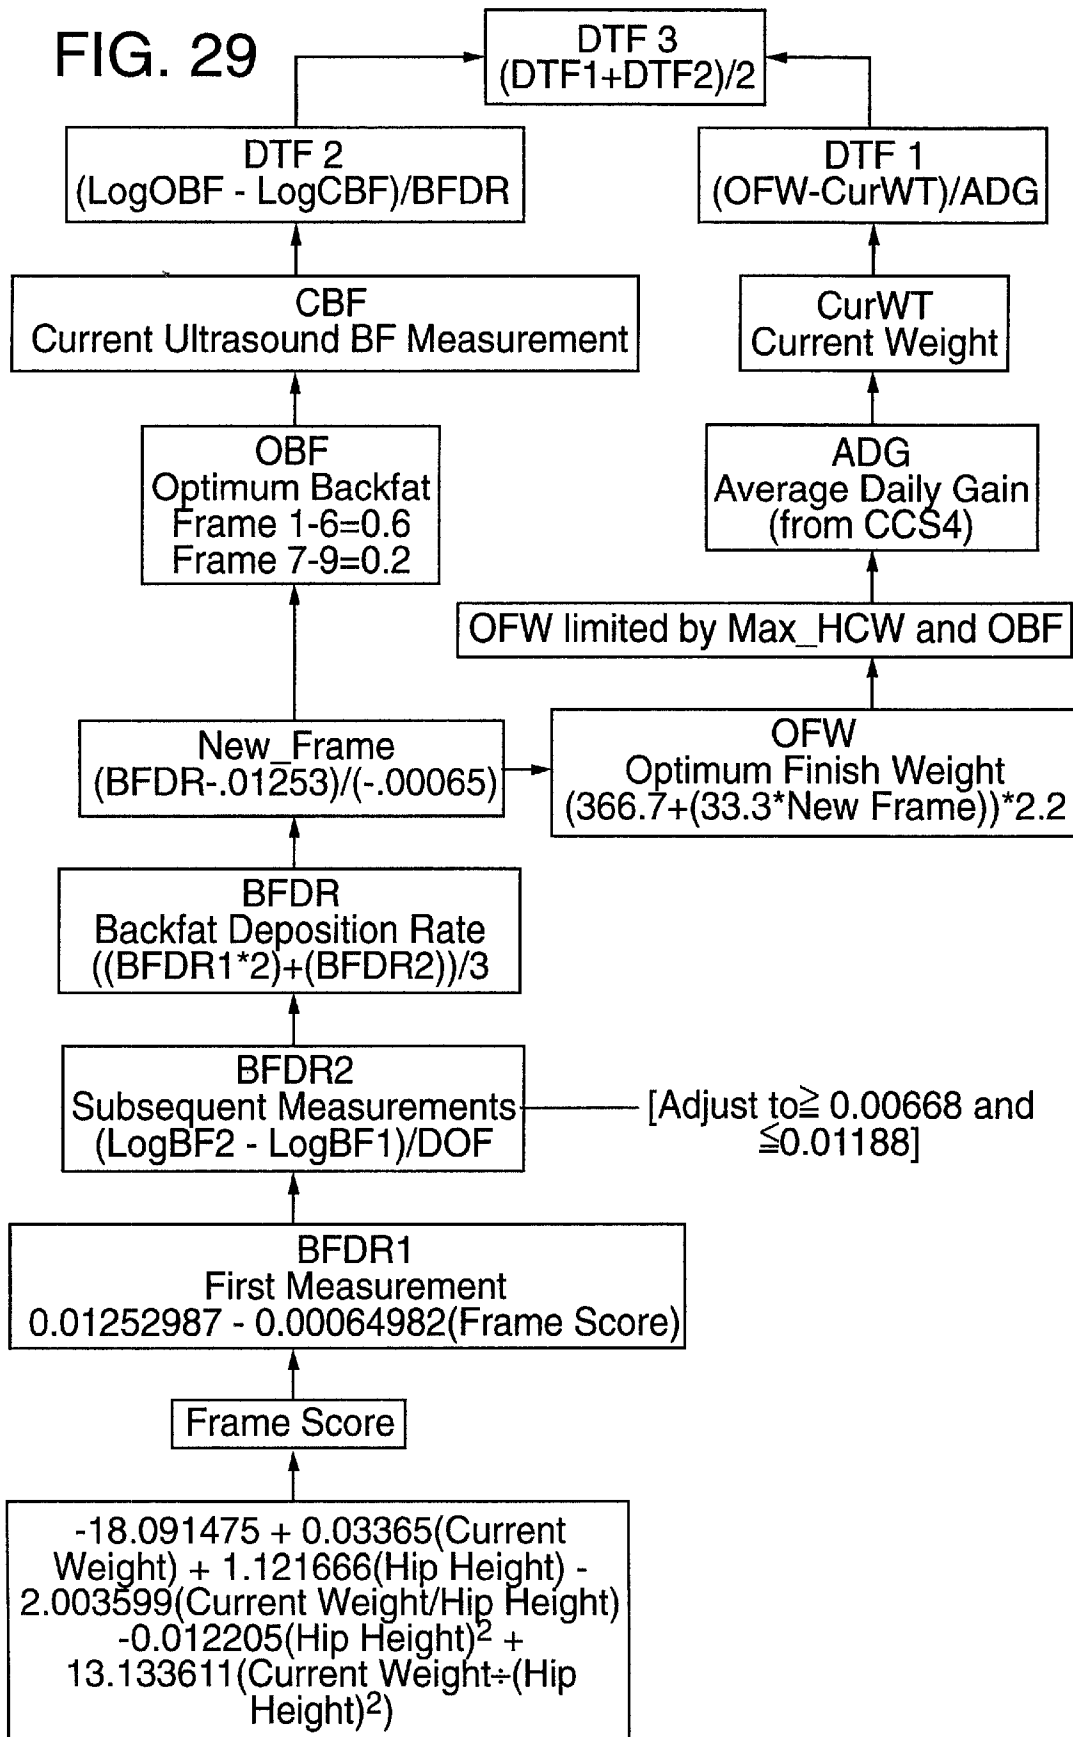 FIG. 29
DTF 3
(DTF1+DTF2)/2
DTF 2
(LogOBF - LogCBF)/BFDR
DTF 1
(OFW-CurWT)/ADG
CBF
Current Ultrasound BF Measurement
CurWT
Current Weight
OBF
Optimum Backfat
Frame 1-6=0.6
Frame 7-9=0.2
ADG
Average Daily Gain
(from CCS4)
OFW limited by Max_HCW and OBF
New_Frame
(BFDR-.01253)/(-.00065)
OFW
Optimum Finish Weight
(366.7+(33.3*New Frame))*2.2
BFDR
Backfat Deposition Rate
((BFDR1*2)+(BFDR2))/3
BFDR2
Subsequent Measurements
(LogBF2 - LogBF1)/DOF
[Adjust to≧ 0.00668 and
≦0.01188]
BFDR1
First Measurement
0.01252987 - 0.00064982(Frame Score)
Frame Score
-18.091475 + 0.03365(Current
Weight) + 1.121666(Hip Height) -
2.003599(Current Weight/Hip Height)
-0.012205(Hip Height)² +
13.133611(Current Weight÷(Hip
Height)²)